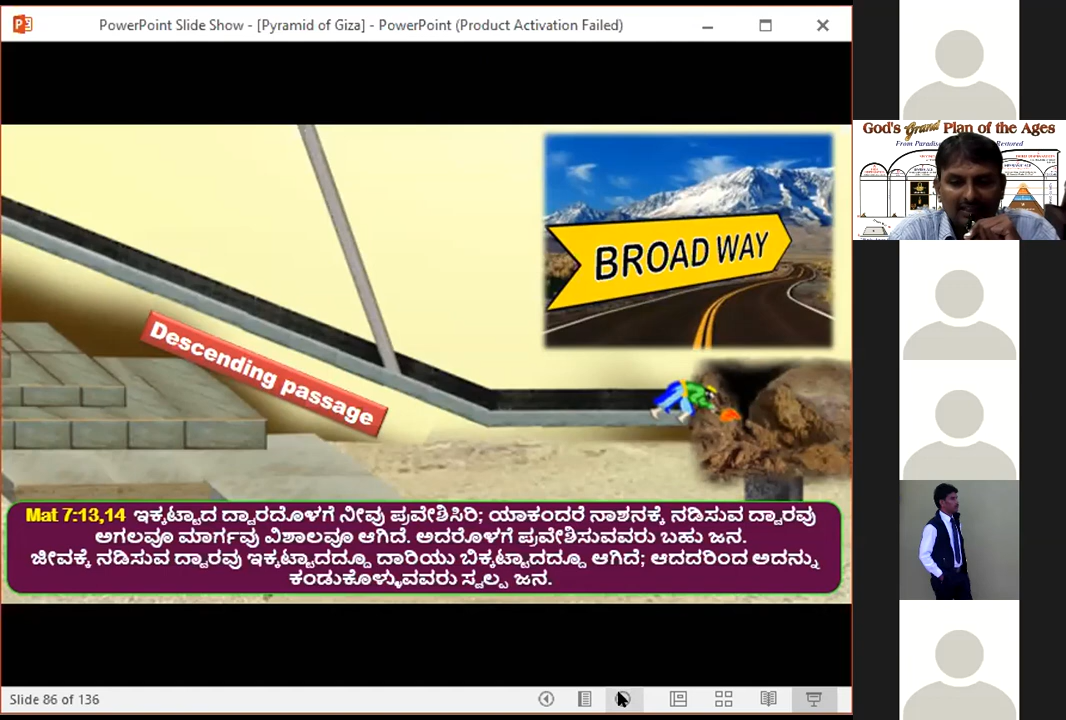 PowerPoint Slide Show - [Pyramid of Giza] - PowerPoint (Product Activation Failed)
BROAD WAY
Descending passage
Mat 7:13,14 ಇಕ್ಕಟ್ಟಾದ ದ್ವಾರದೊಳಗೆ ನೀವು ಪ್ರವೇಶಿಸಿರಿ; ಯಾಕಂದರೆ ನಾಶನಕ್ಕೆ ನಡಿಸುವ ದ್ವಾರವು
ಅಗಲವೂ ಮಾರ್ಗವು ವಿಶಾಲವೂ ಆಗಿದೆ. ಅದರೊಳಗೆ ಪ್ರವೇಶಿಸುವವರು ಬಹು ಜನ.
ಜೀವಕ್ಕೆ ನಡಿಸುವ ದ್ವಾರವು ಇಕ್ಕಟ್ಟಾದದ್ದೂ ದಾರಿಯು ಬಿಕ್ಕಟ್ಟಾದದ್ದೂ ಆಗಿದೆ; ಆದದರಿಂದ ಅದನ್ನು
ಕಂಡುಕೊಳ್ಳುವವರು ಸ್ವಲ್ಪ ಜನ.
Slide 86 of 136
God's Grand Plan of the Ages
From Paradise Restored